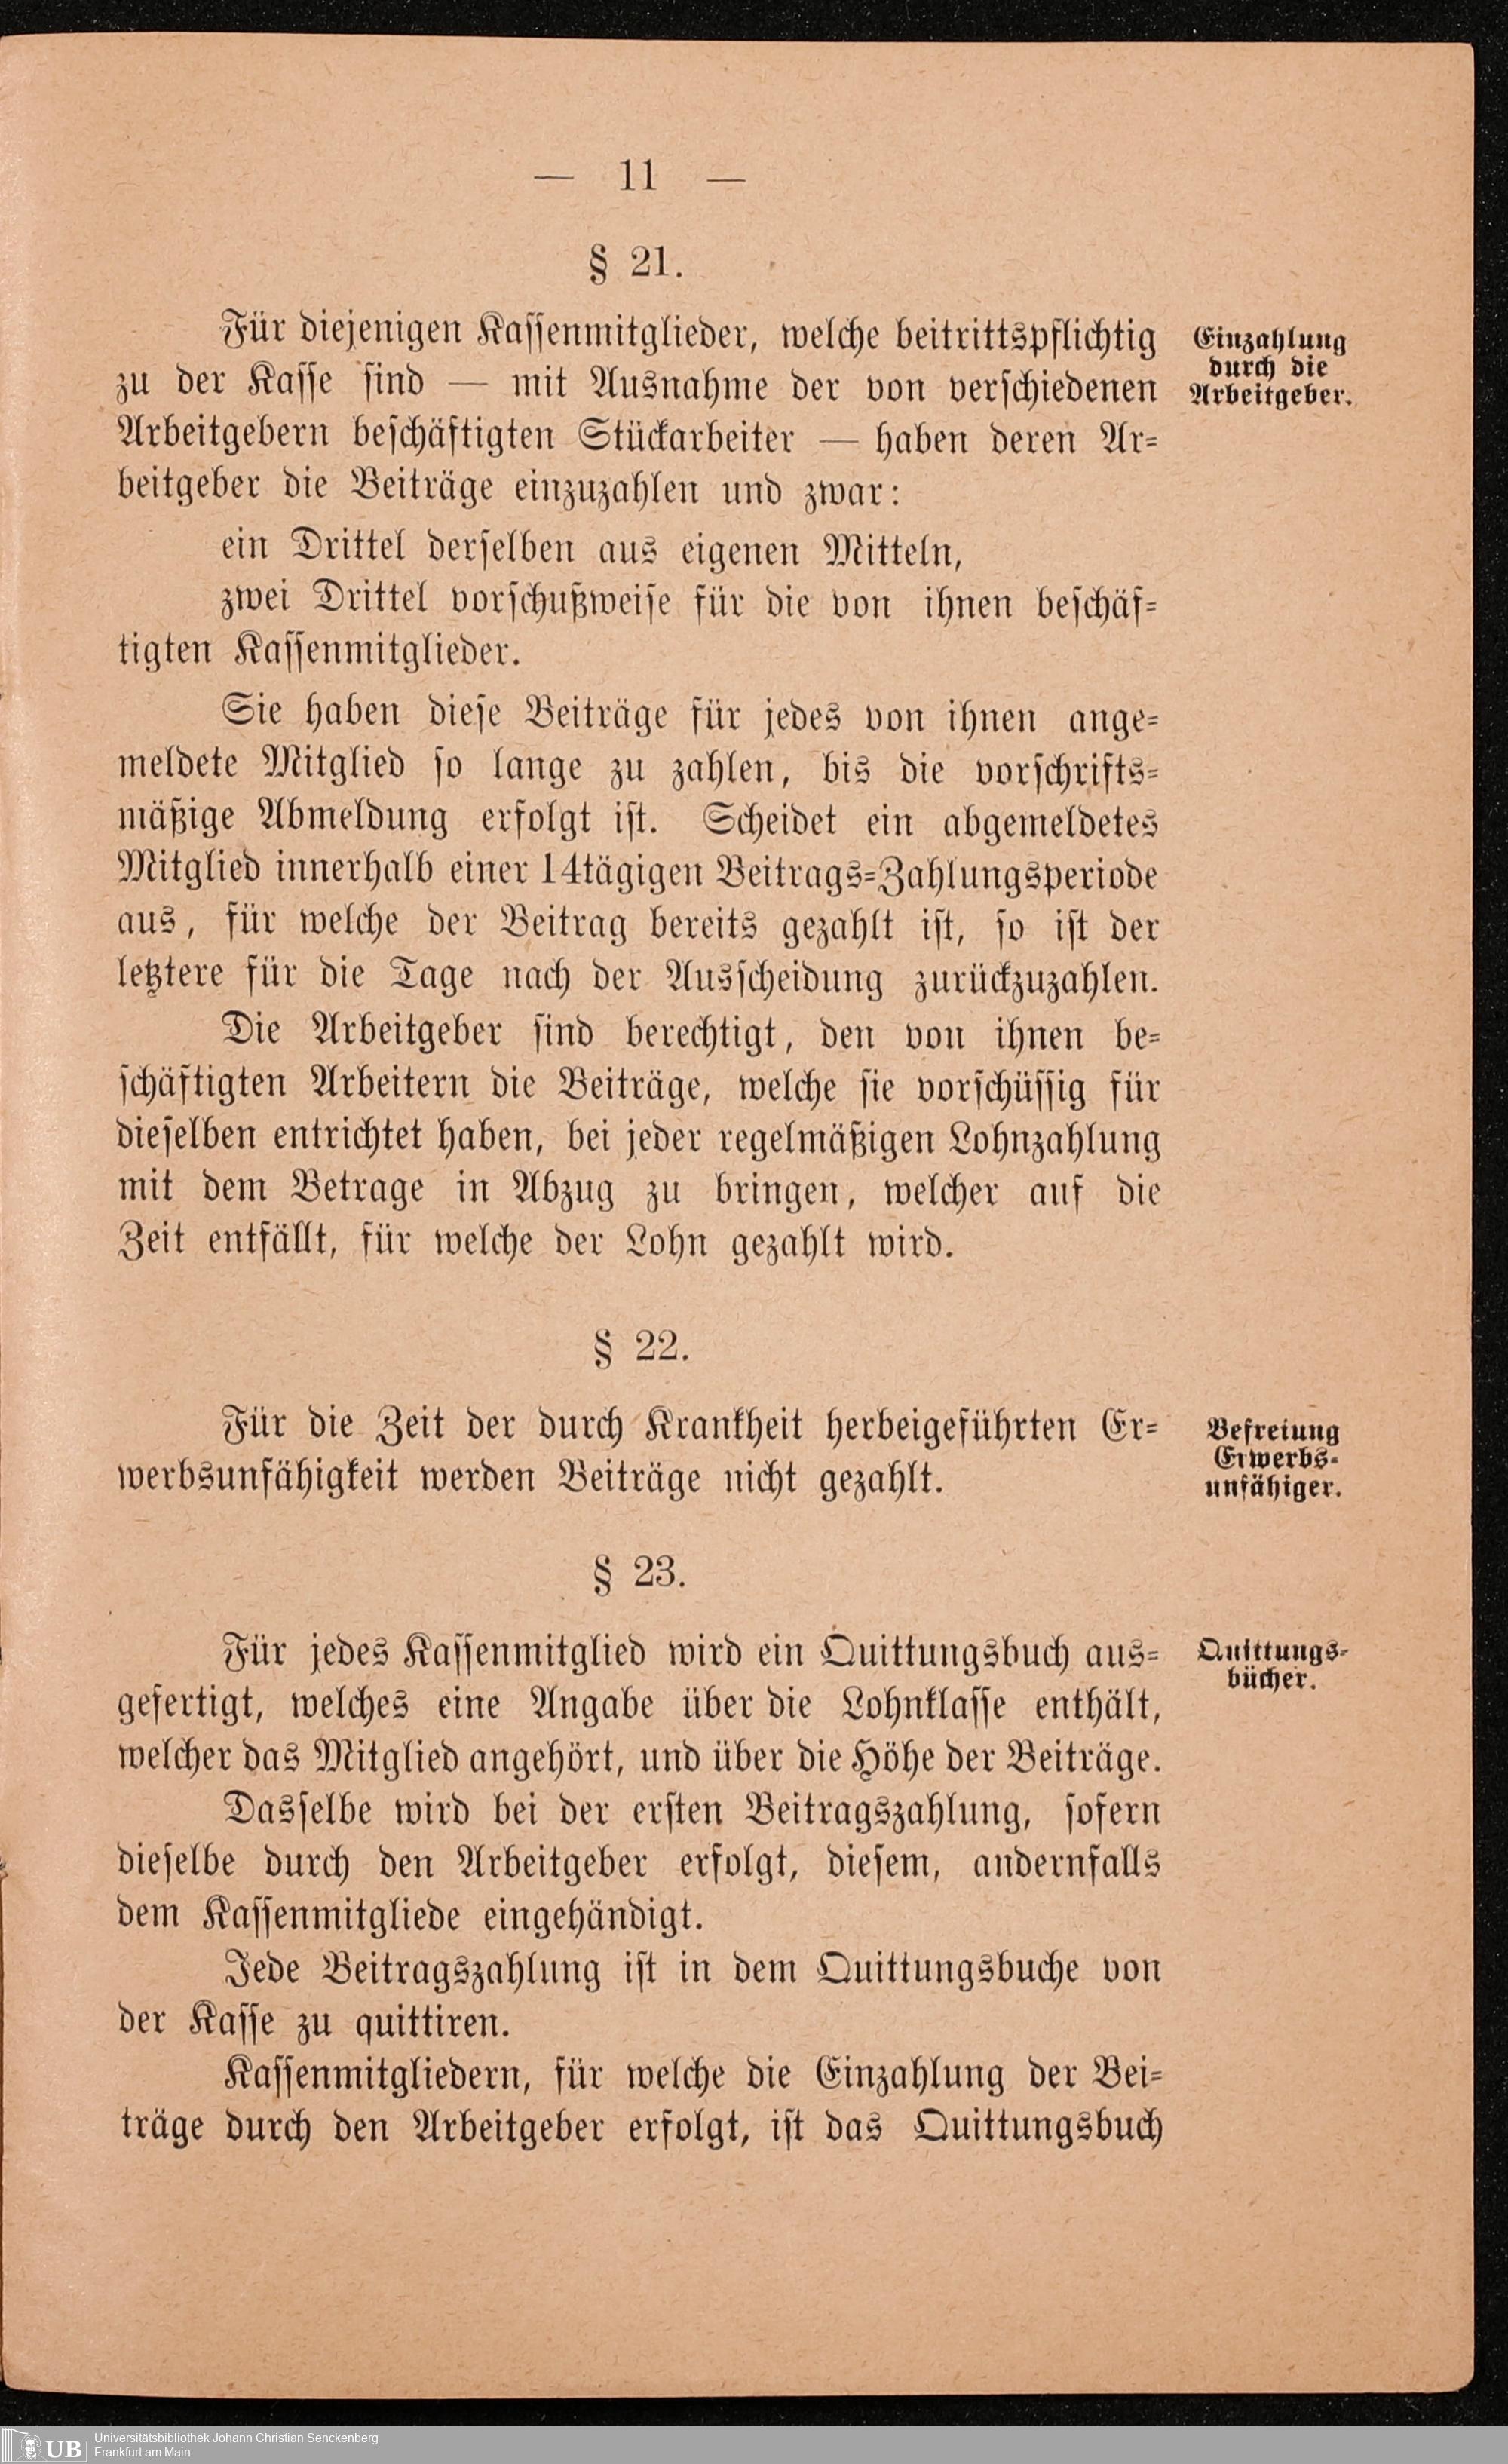 — 11 —
§ 21.
Für diejenigen Kassenmitglieder, welche beitrittspflichtig
zu der Kasse sind — mit Ausnahme der von verschiedenen
Arbeitgebern beschäftigten Stückarbeiter — haben deren Ar-
beitgeber die Beiträge einzuzahlen und zwar:
Einzahlung
durch die
Arbeitgeber.
ein Drittel derselben aus eigenen Mitteln,
zwei Drittel vorschußweise für die von ihnen beschäf-
tigten Kassenmitglieder.
Sie haben diese Beiträge für jedes von ihnen ange-
meldete Mitglied so lange zu zahlen, bis die vorschrifts-
mäßige Abmeldung erfolgt ist. Scheidet ein abgemeldetes
Mitglied innerhalb einer 14tägigen Beitrags-Zahlungsperiode
aus, für welche der Beitrag bereits gezahlt ist, so ist der
letztere für die Tage nach der Ausscheidung zurückzuzahlen.
Die Arbeitgeber sind berechtigt, den von ihnen be-
schäftigten Arbeitern die Beiträge, welche sie vorschüssig für
dieselben entrichtet haben, bei jeder regelmäßigen Lohnzahlung
mit dem Betrage in Abzug zu bringen, welcher auf die
Zeit entfällt, für welche der Lohn gezahlt wird.
§ 22.
Für die Zeit der durch Krankheit herbeigeführten Er-
werbsunfähigkeit werden Beiträge nicht gezahlt.
Befreiung
Erwerbs-
unfähiger.
§ 23.
Für jedes Kassenmitglied wird ein Quittungsbuch aus-
gefertigt, welches eine Angabe über die Lohnklasse enthält,
welcher das Mitglied angehört, und über die Höhe der Beiträge.
Quittungs-
bücher.
Dasselbe wird bei der ersten Beitragszahlung, sofern
dieselbe durch den Arbeitgeber erfolgt, diesem, andernfalls
dem Kassenmitgliede eingehändigt.
Jede Beitragszahlung ist in dem Quittungsbuche von
der Kasse zu quittiren.
Kassenmitgliedern, für welche die Einzahlung der Bei-
träge durch den Arbeitgeber erfolgt, ist das Quittungsbuch
UB
Universitätsbibliothek Johann Christian Senckenberg
Frankfurt am Main